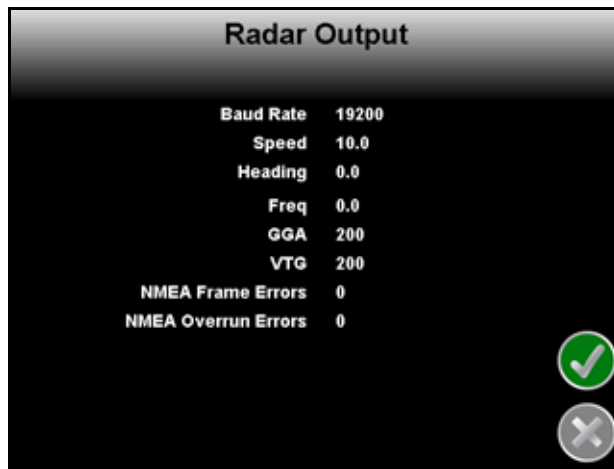 Radar Output
Baud Rate 19200
Speed 10.0
Heading 0.0
Freq 0.0
GGA 200
VTG 200
NMEA Frame Errors 0
NMEA Overrun Errors 0